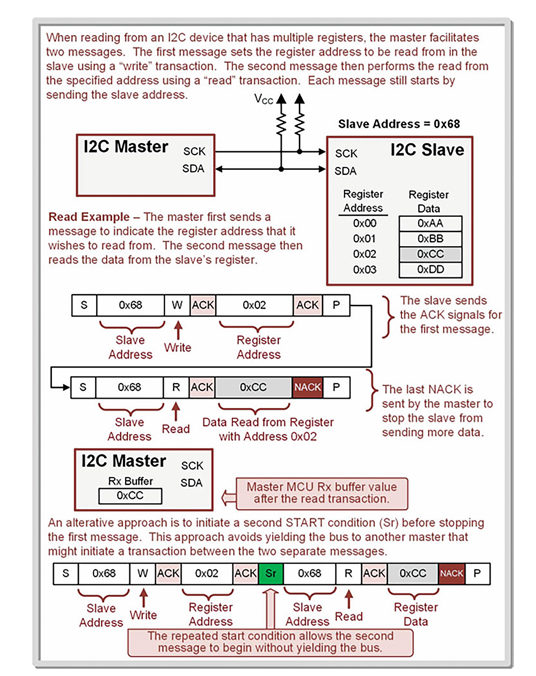 When reading from an I2C device that has multiple registers, the master facilitates
two messages. The first message sets the register address to be read from in the
slave using a "write" transaction. The second message then performs the read from
the specified address using a "read" transaction. Each message still starts by
sending the slave address.
VCC
Slave Address = 0x68
I2C Master
SCK
SDA
SCK
SDA
I2C Slave
Register Address
Register Data
0x00 0xAA
0x01 0xBB
0x02 0xCC
0x03 0xDD
Read Example – The master first sends a
message to indicate the register address that it
wishes to read from. The second message then
reads the data from the slave's register.
S 0x68 W ACK 0x02 ACK P
Slave Address
Write
Register Address
The slave sends
the ACK signals for
the first message.
S 0x68 R ACK 0xCC NACK P
Slave Address
Read
Data Read from Register
with Address 0x02
The last NACK is
sent by the master to
stop the slave from
sending more data.
I2C Master
SCK
SDA
Rx Buffer
0xCC
Master MCU Rx buffer value
after the read transaction.
An alterative approach is to initiate a second START condition (Sr) before stopping
the first message. This approach avoids yielding the bus to another master that
might initiate a transaction between the two separate messages.
S 0x68 W ACK 0x02 ACK Sr 0x68 R ACK 0xCC NACK P
Slave Address
Write
Register Address
Slave Address
Read
Register Data
The repeated start condition allows the second
message to begin without yielding the bus.